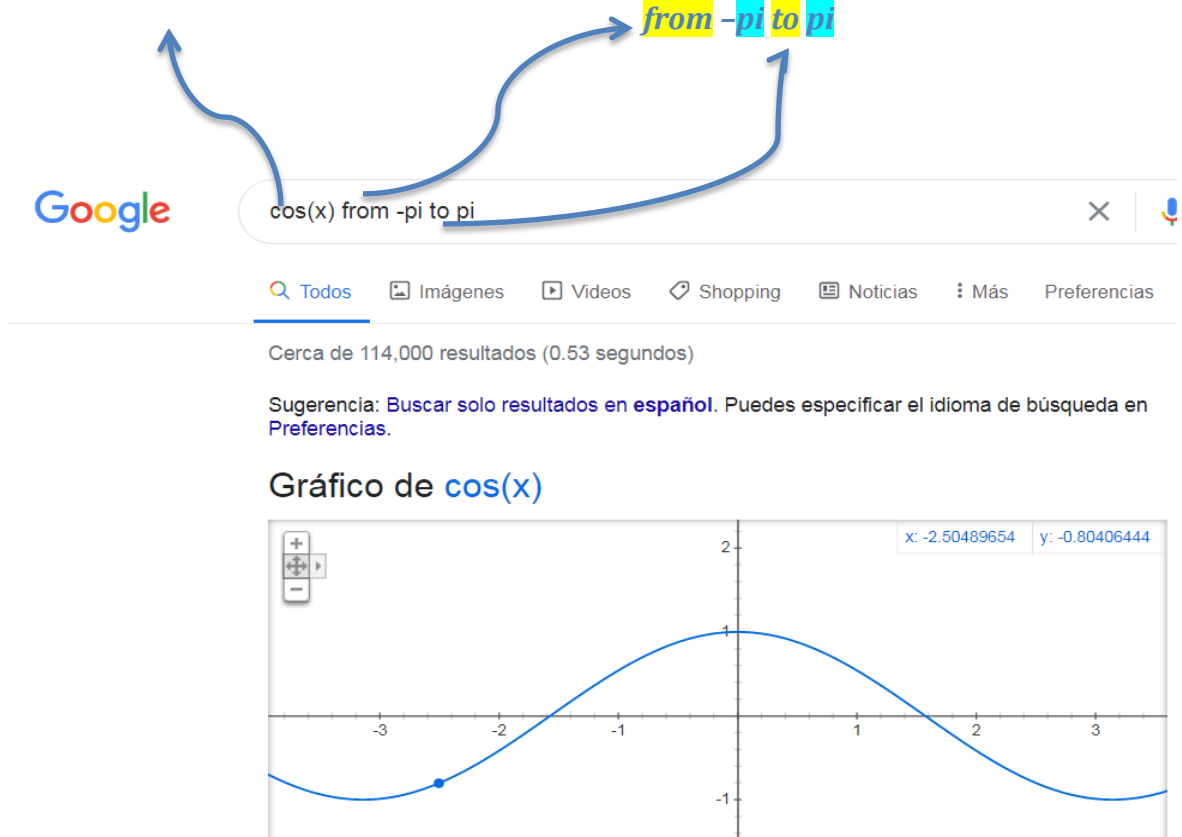 from –pi to pi
Google
cos(x) from -pi to pi
Todos Imágenes Videos Shopping Noticias Más Preferencias
Cerca de 114,000 resultados (0.53 segundos)
Sugerencia: Buscar solo resultados en español. Puedes especificar el idioma de búsqueda en
Preferencias.
Gráfico de cos(x)
x: -2.50489654 y: -0.80406444
2
1
-3 -2 -1 1 2 3
-1